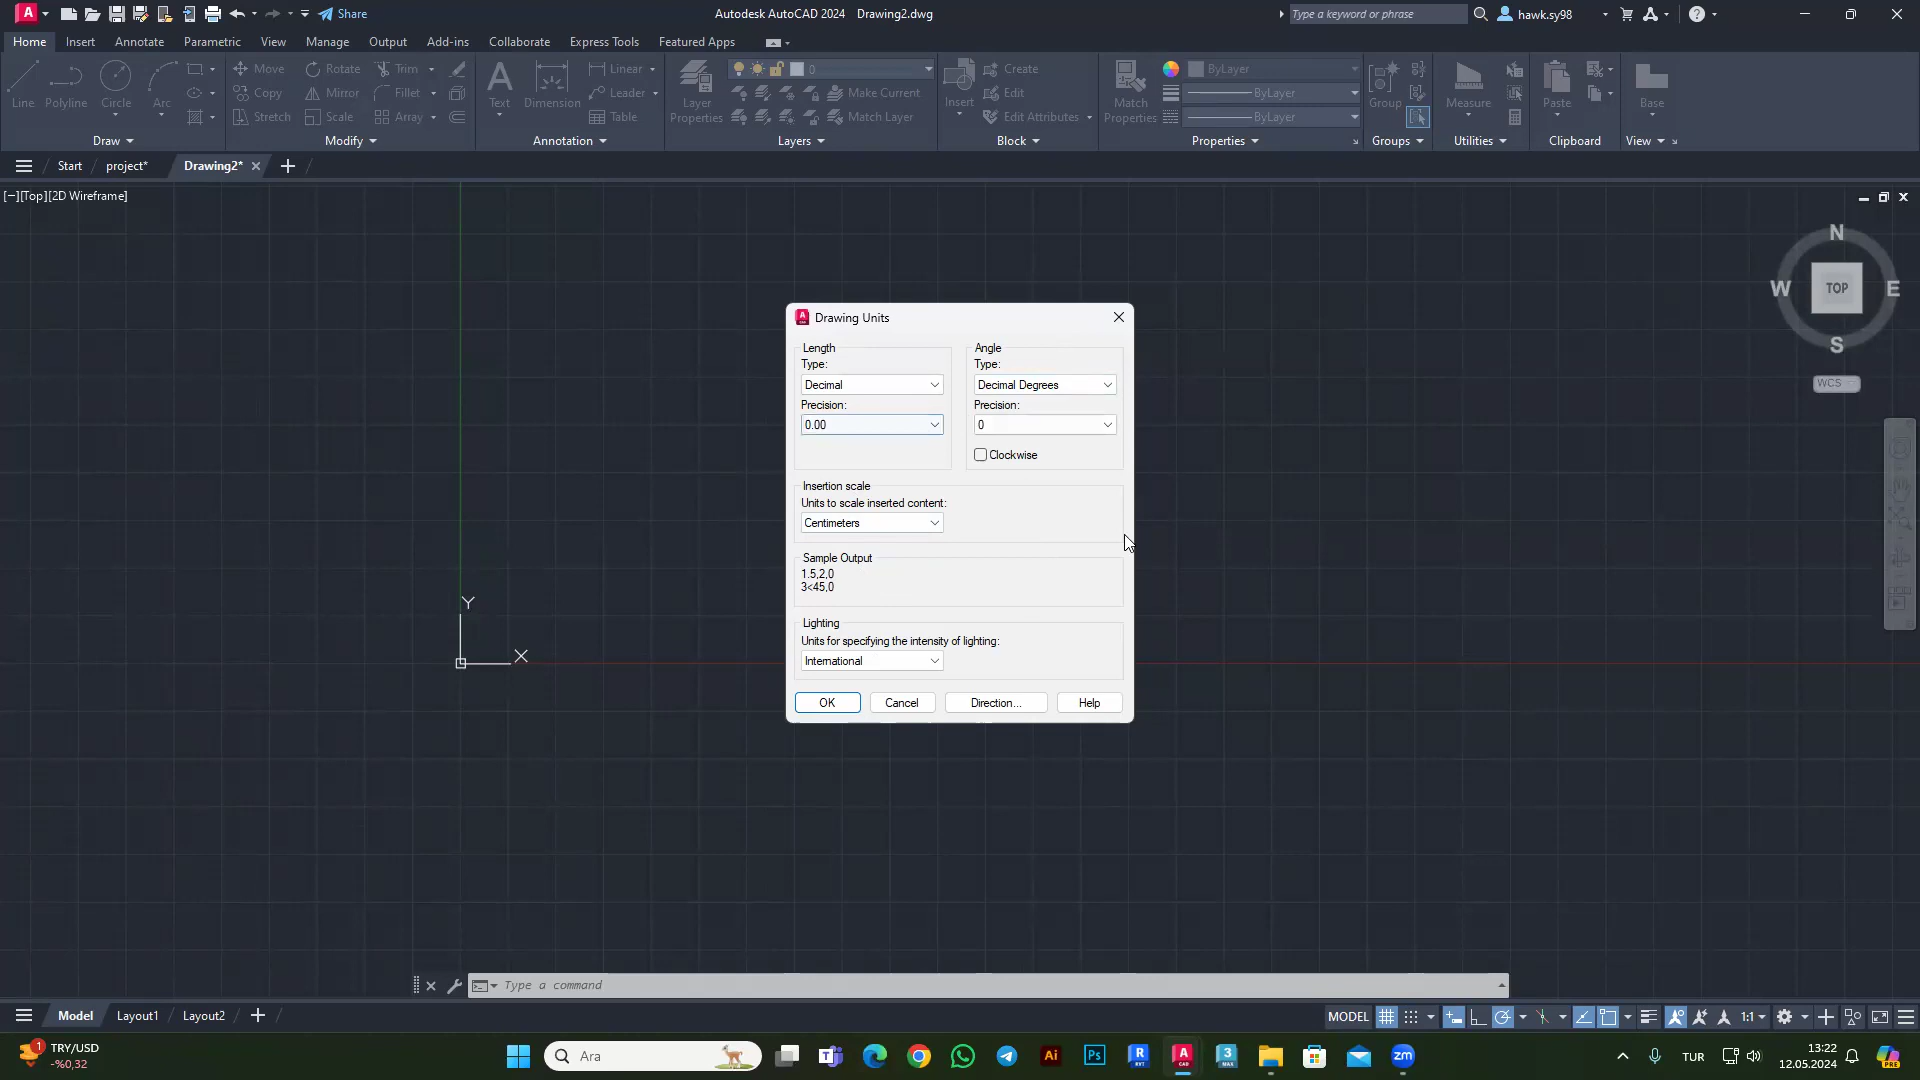 Share
Autodesk AutoCAD 2024 Drawing2.dwg
Type a keyword or phrase
hawk.sy98
Home Insert Annotate Parametric View Manage Output Add-ins Collaborate Express Tools Featured Apps
Line Polyline Circle Arc
Move Rotate Trim
Copy Mirror Fillet
Stretch Scale Array
Text Dimension
Linear
Leader
Table
Layer Properties
0
Make Current
Match Layer
Insert
Create
Edit
Edit Attributes
Match Properties
ByLayer
ByLayer
ByLayer
Group
Measure
Paste
Base
Draw Modify Annotation Layers Block Properties Groups Utilities Clipboard View
Start project* Drawing2*
[−][Top][2D Wireframe]
N
W TOP E
S
WCS
Drawing Units
Length
Type:
Decimal
Precision:
0.00
Angle
Type:
Decimal Degrees
Precision:
0
Clockwise
Insertion scale
Units to scale inserted content:
Centimeters
Sample Output
1.5,2,0
3<45,0
Lighting
Units for specifying the intensity of lighting:
International
OK Cancel Direction... Help
Y
X
Type a command
Model Layout1 Layout2
MODEL 1:1
1
TRY/USD
-%0,32
Ara
Ai
Ps
zm
TUR
13:22
12.05.2024